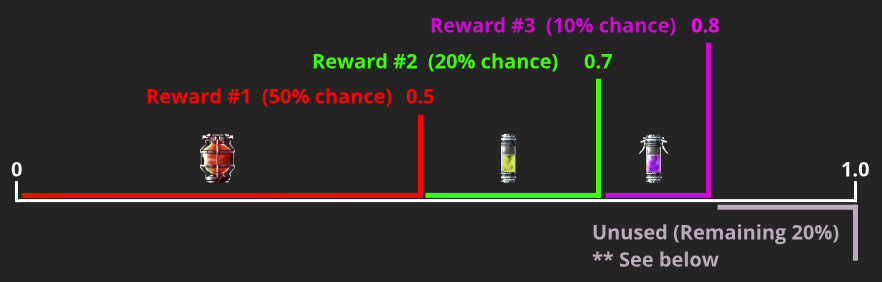 Reward #3 (10% chance) 0.8
Reward #2 (20% chance) 0.7
Reward #1 (50% chance) 0.5
0
1.0
Unused (Remaining 20%)
** See below